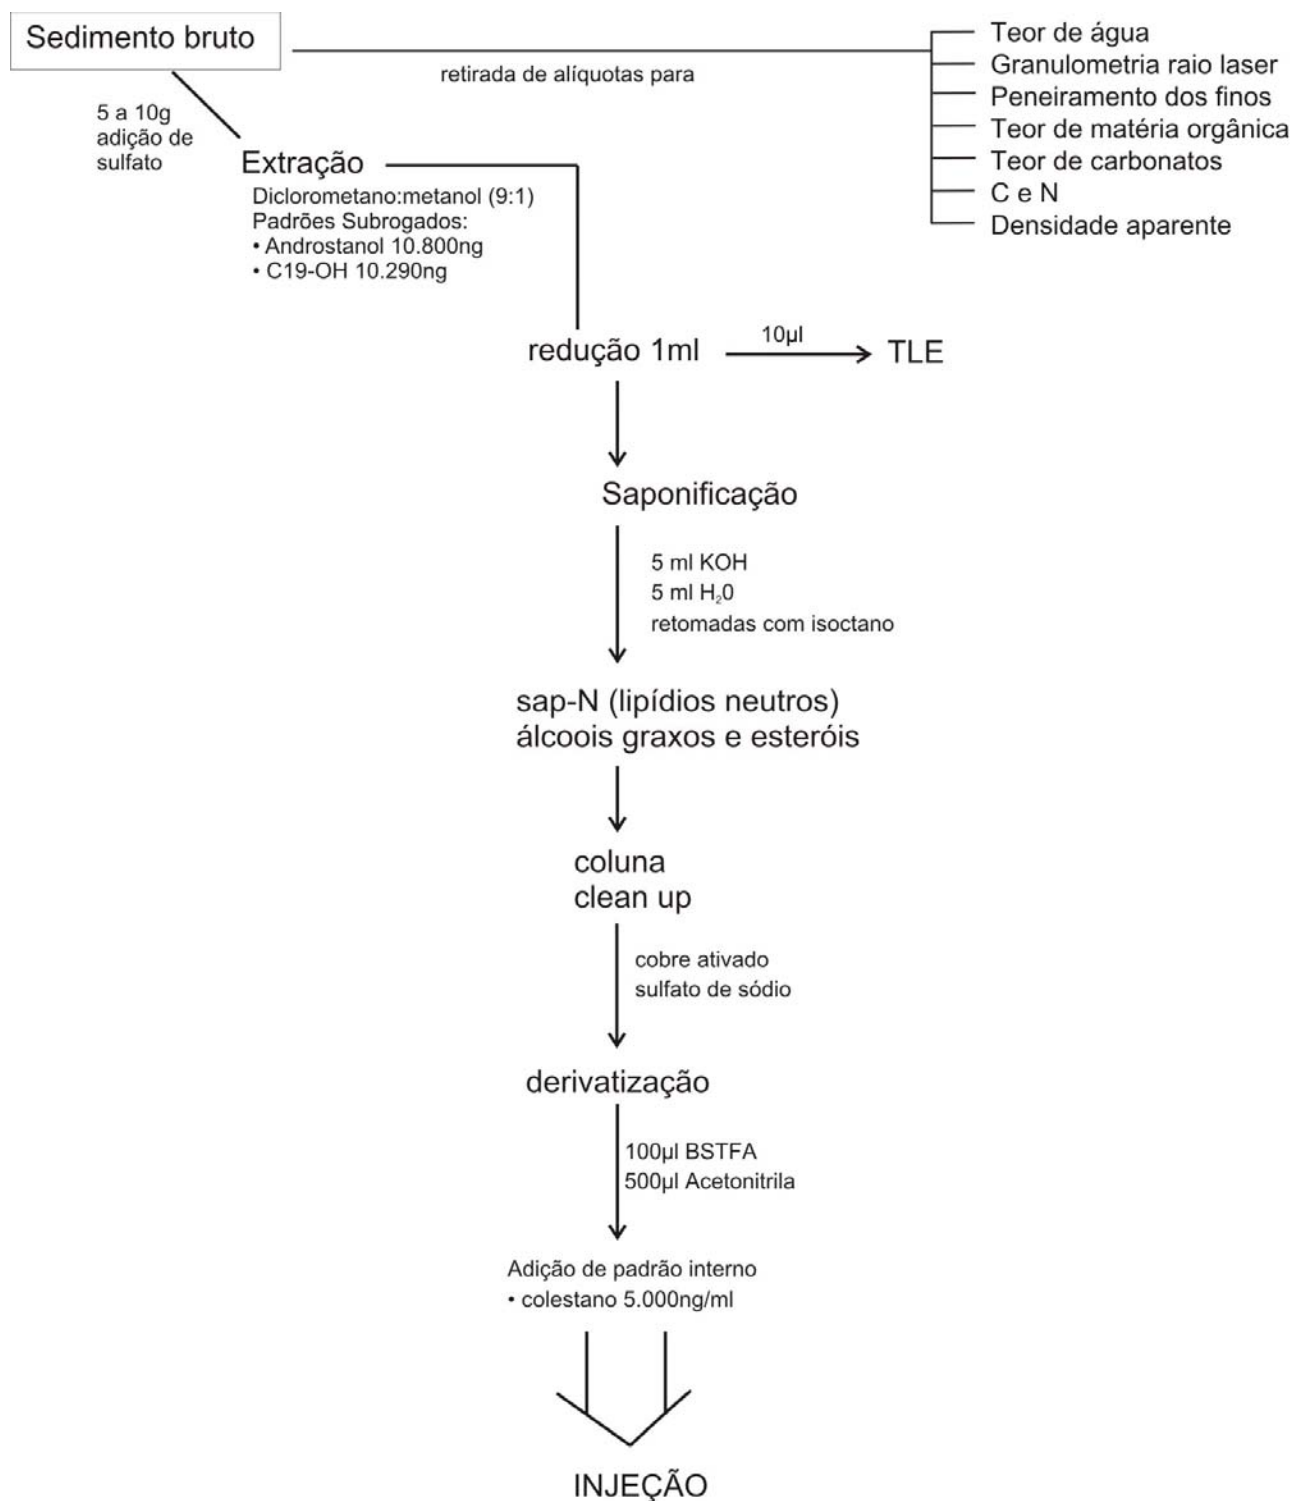 Sedimento bruto
retirada de alíquotas para
Teor de água
Granulometria raio laser
Peneiramento dos finos
Teor de matéria orgânica
Teor de carbonatos
C e N
Densidade aparente
5 a 10g
adição de
sulfato
Extração
Diclorometano:metanol (9:1)
Padrões Subrogados:
• Androstanol 10.800ng
• C19-OH 10.290ng
redução 1ml
10µl
TLE
Saponificação
5 ml KOH
5 ml H₂0
retomadas com isoctano
sap-N (lipídios neutros)
álcoois graxos e esteróis
coluna
clean up
cobre ativado
sulfato de sódio
derivatização
100µl BSTFA
500µl Acetonitrila
Adição de padrão interno
• colestano 5.000ng/ml
INJEÇÃO